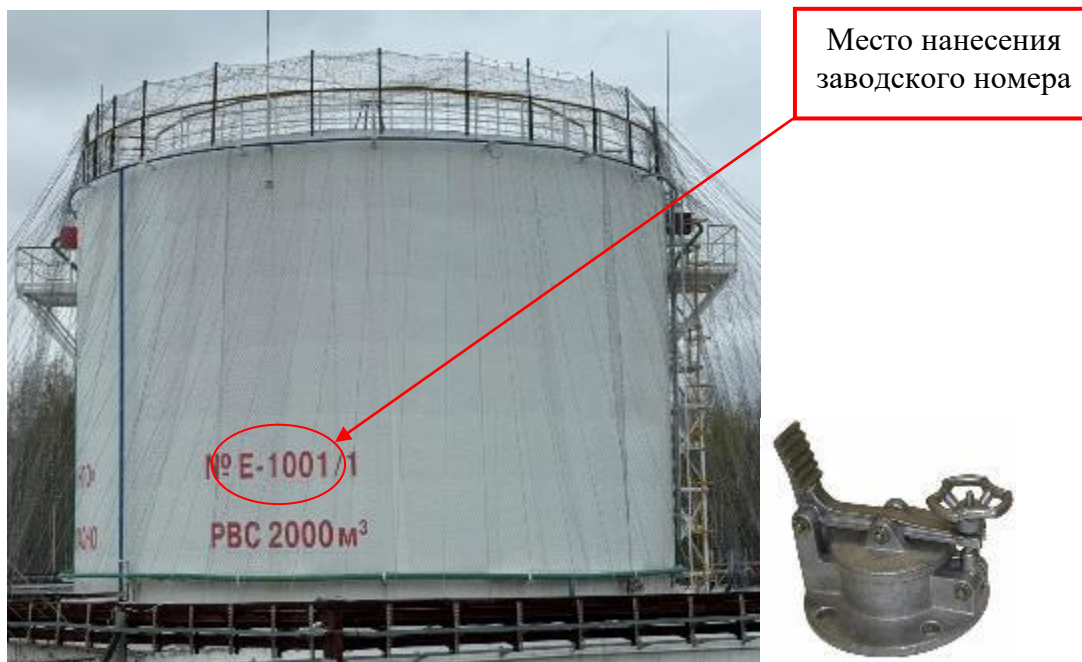 Место нанесения
заводского номера
№ Е-1001/1
РВС 2000 м³